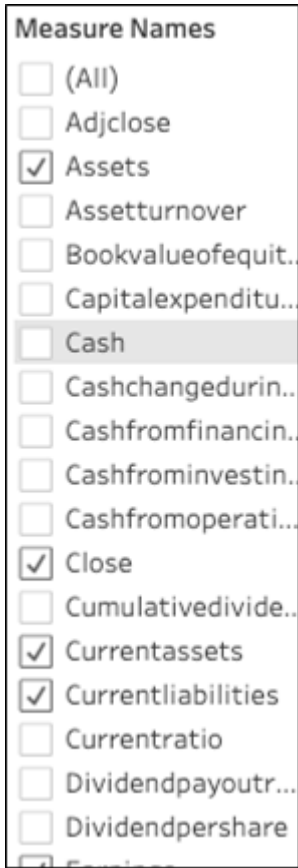 Measure Names
(All)
Adjclose
Assets
Assetturnover
Bookvalueofequit..
Capitalexpenditu...
Cash
Cashchangedurin..
Cashfromfinancin..
Cashfrominvestin..
Cashfromoperati...
Close
Cumulativedivide..
Currentassets
Currentliabilities
Currentratio
Dividendpayoutr...
Dividendpershare